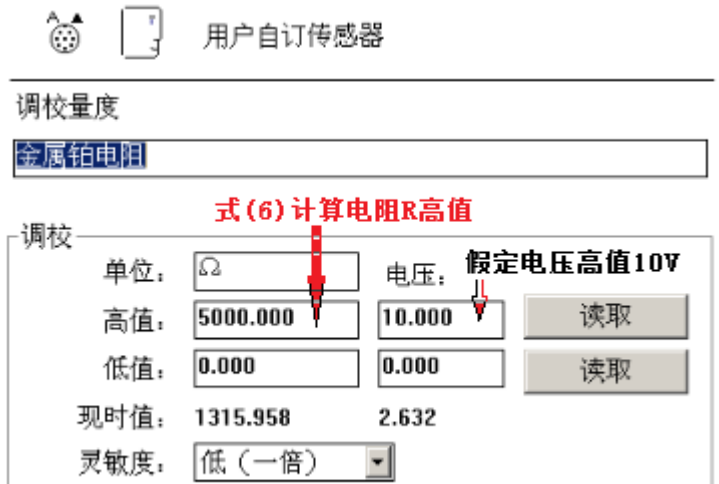 A
用户自订传感器
调校量度
金属铂电阻
式(6)计算电阻R高值
调校
单位: Ω 电压: 假定电压高值10V
高值: 5000.000 10.000 读取
低值: 0.000 0.000 读取
现时值: 1315.958 2.632
灵敏度: 低（一倍）